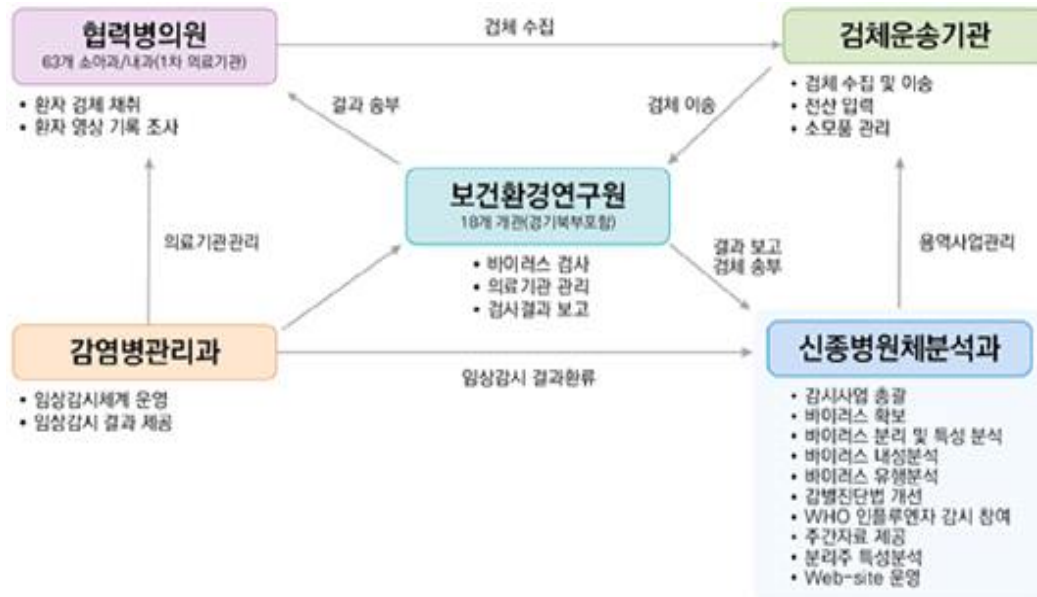 협력병의원
63개 소아과/내과(1차 의료기관)
• 환자 검체 채취
• 환자 영상 기록 조사
검체 수집
검체운송기관
• 검체 수집 및 이송
• 전산 입력
• 소모품 관리
결과 송부
검체 이송
보건환경연구원
18개 개관(경기북부포함)
• 바이러스 검사
• 의료기관 관리
• 검사결과 보고
의료기관관리
결과 보고
검체 송부
용역사업관리
감염병관리과
• 임상감시체계 운영
• 임상감시 결과 제공
임상감시 결과환류
신종병원체분석과
• 감시사업 총괄
• 바이러스 확보
• 바이러스 분리 및 특성 분석
• 바이러스 내성분석
• 바이러스 유행분석
• 감별진단법 개선
• WHO 인플루엔자 감시 참여
• 주간자료 제공
• 분리주 특성분석
• Web-site 운영